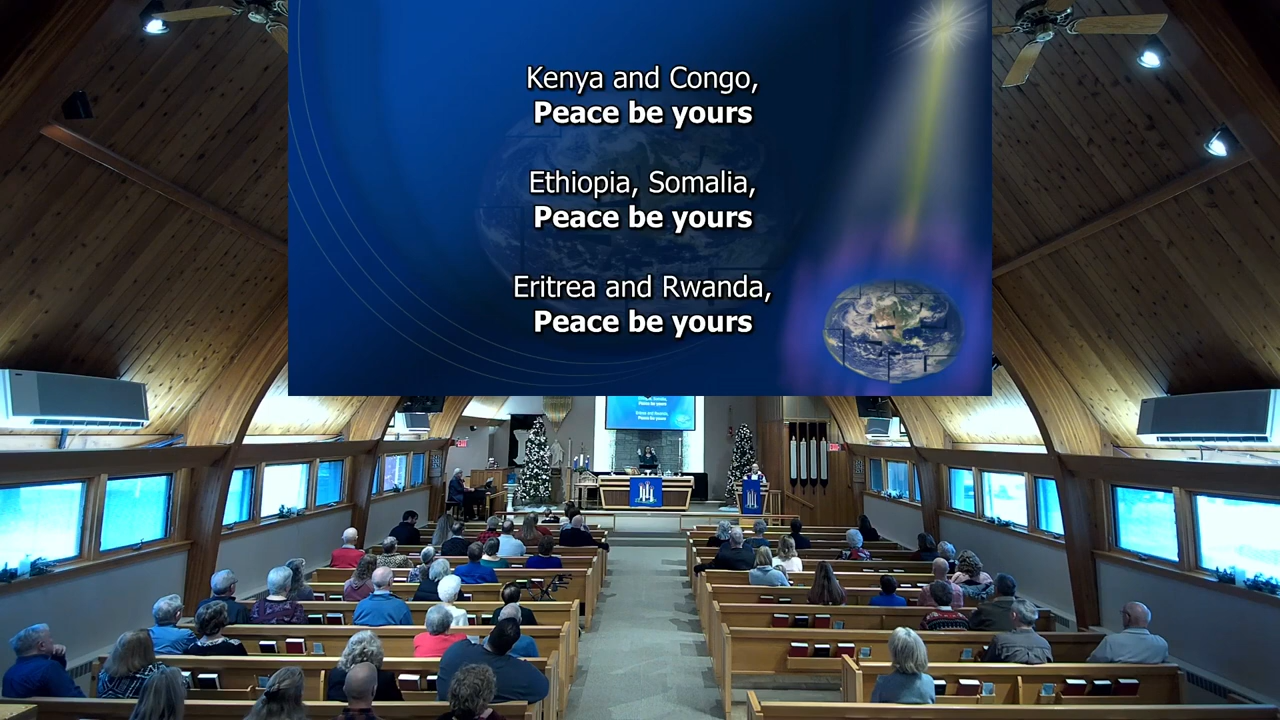 Kenya and Congo,
Peace be yours
Ethiopia, Somalia,
Peace be yours
Eritrea and Rwanda,
Peace be yours